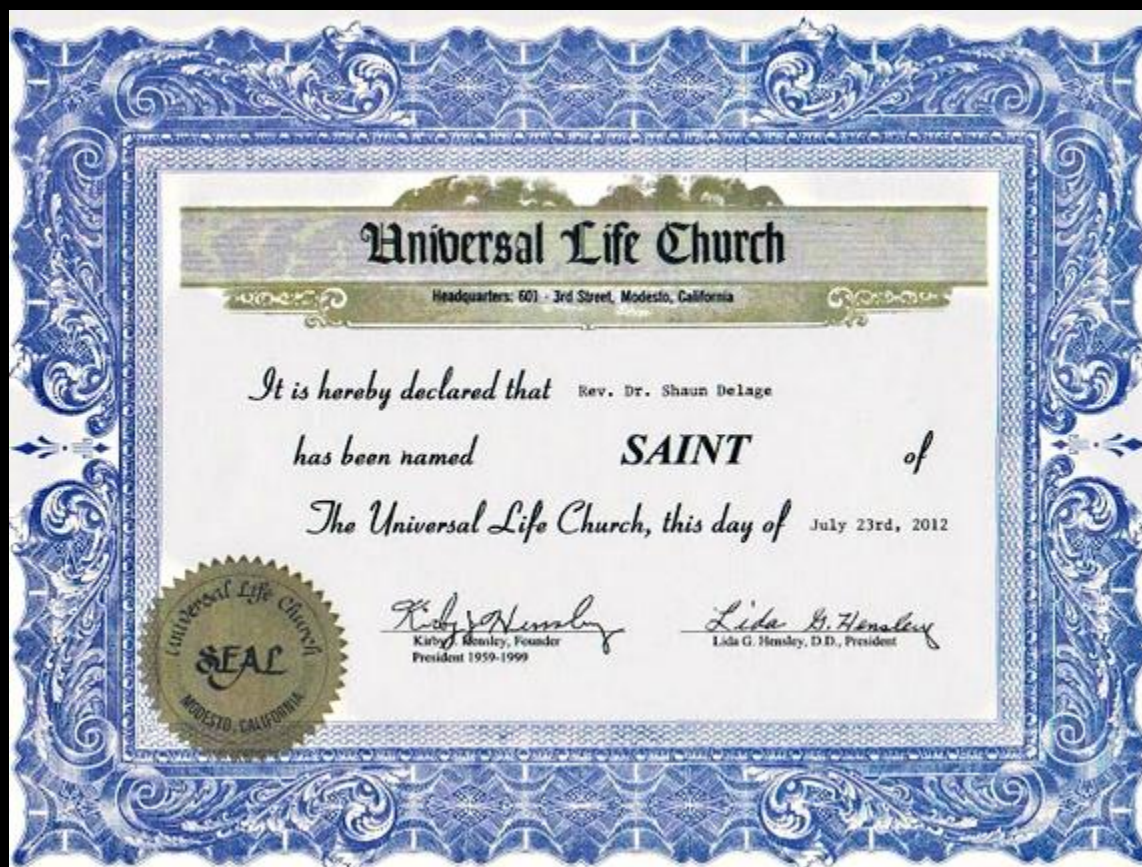 Universal Life Church
Headquarters: 601 - 3rd Street, Modesto, California
It is hereby declared that Rev. Dr. Shaun Delage
has been named SAINT of
The Universal Life Church, this day of July 23rd, 2012
Kirby J. Hensley
Lida G. Hensley
Kirby J. Hensley, Founder
Lida G. Hensley, D.D., President
President 1959-1999
Universal Life Church
SEAL
MODESTO, CALIFORNIA